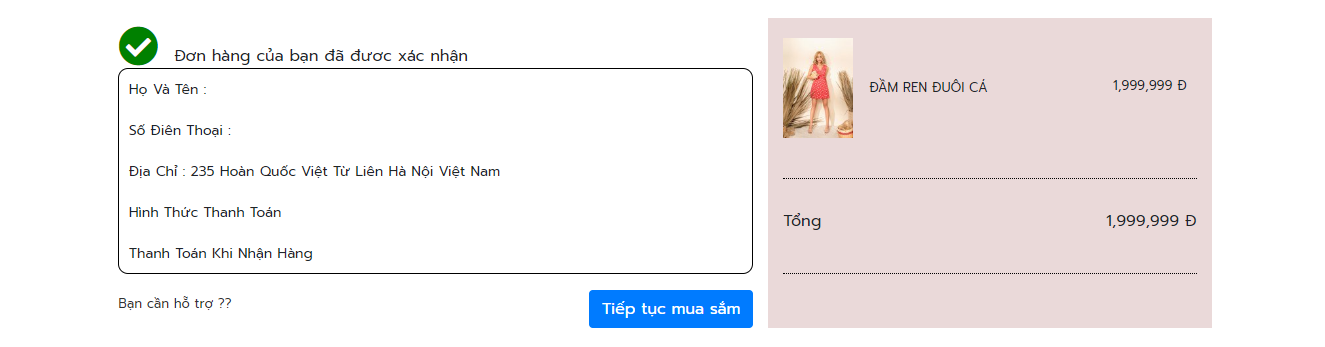 Đơn hàng của bạn đã đươc xác nhận
Họ Và Tên :
Số Điên Thoại :
Địa Chỉ : 235 Hoàn Quốc Việt Từ Liên Hà Nội Việt Nam
Hình Thức Thanh Toán
Thanh Toán Khi Nhận Hàng
Bạn cần hỗ trợ ??
Tiếp tục mua sắm
ĐẦM REN ĐUÔI CÁ 1,999,999 Đ
Tổng 1,999,999 Đ